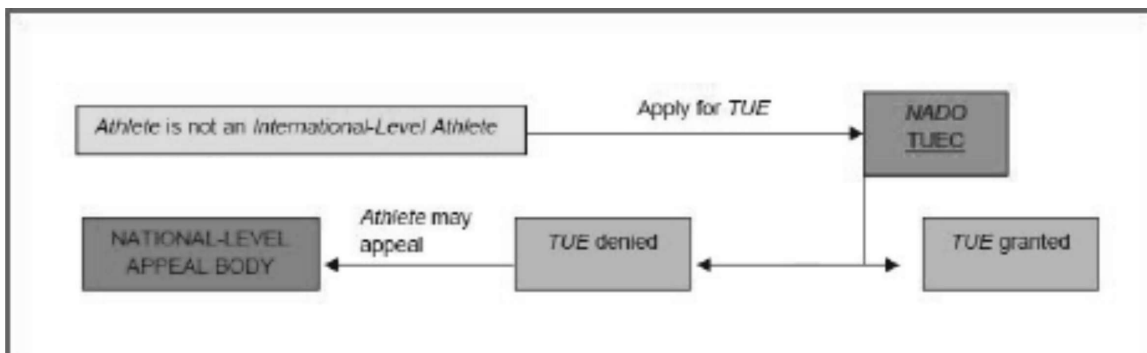 Athlete is not an International-Level Athlete
Apply for TUE
NADO
TUEC
NATIONAL-LEVEL
APPEAL BODY
Athlete may
appeal
TUE denied
TUE granted